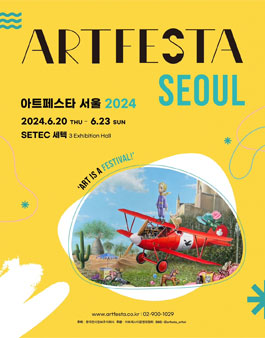 ARTFESTA
SEOUL
아트페스타 서울 2024
2024.6.20 THU - 6.23 SUN
SETEC 세텍 3 Exhibition Hall
'ART IS A FESTIVAL!'
www.artfesta.co.kr | 02-900-1029